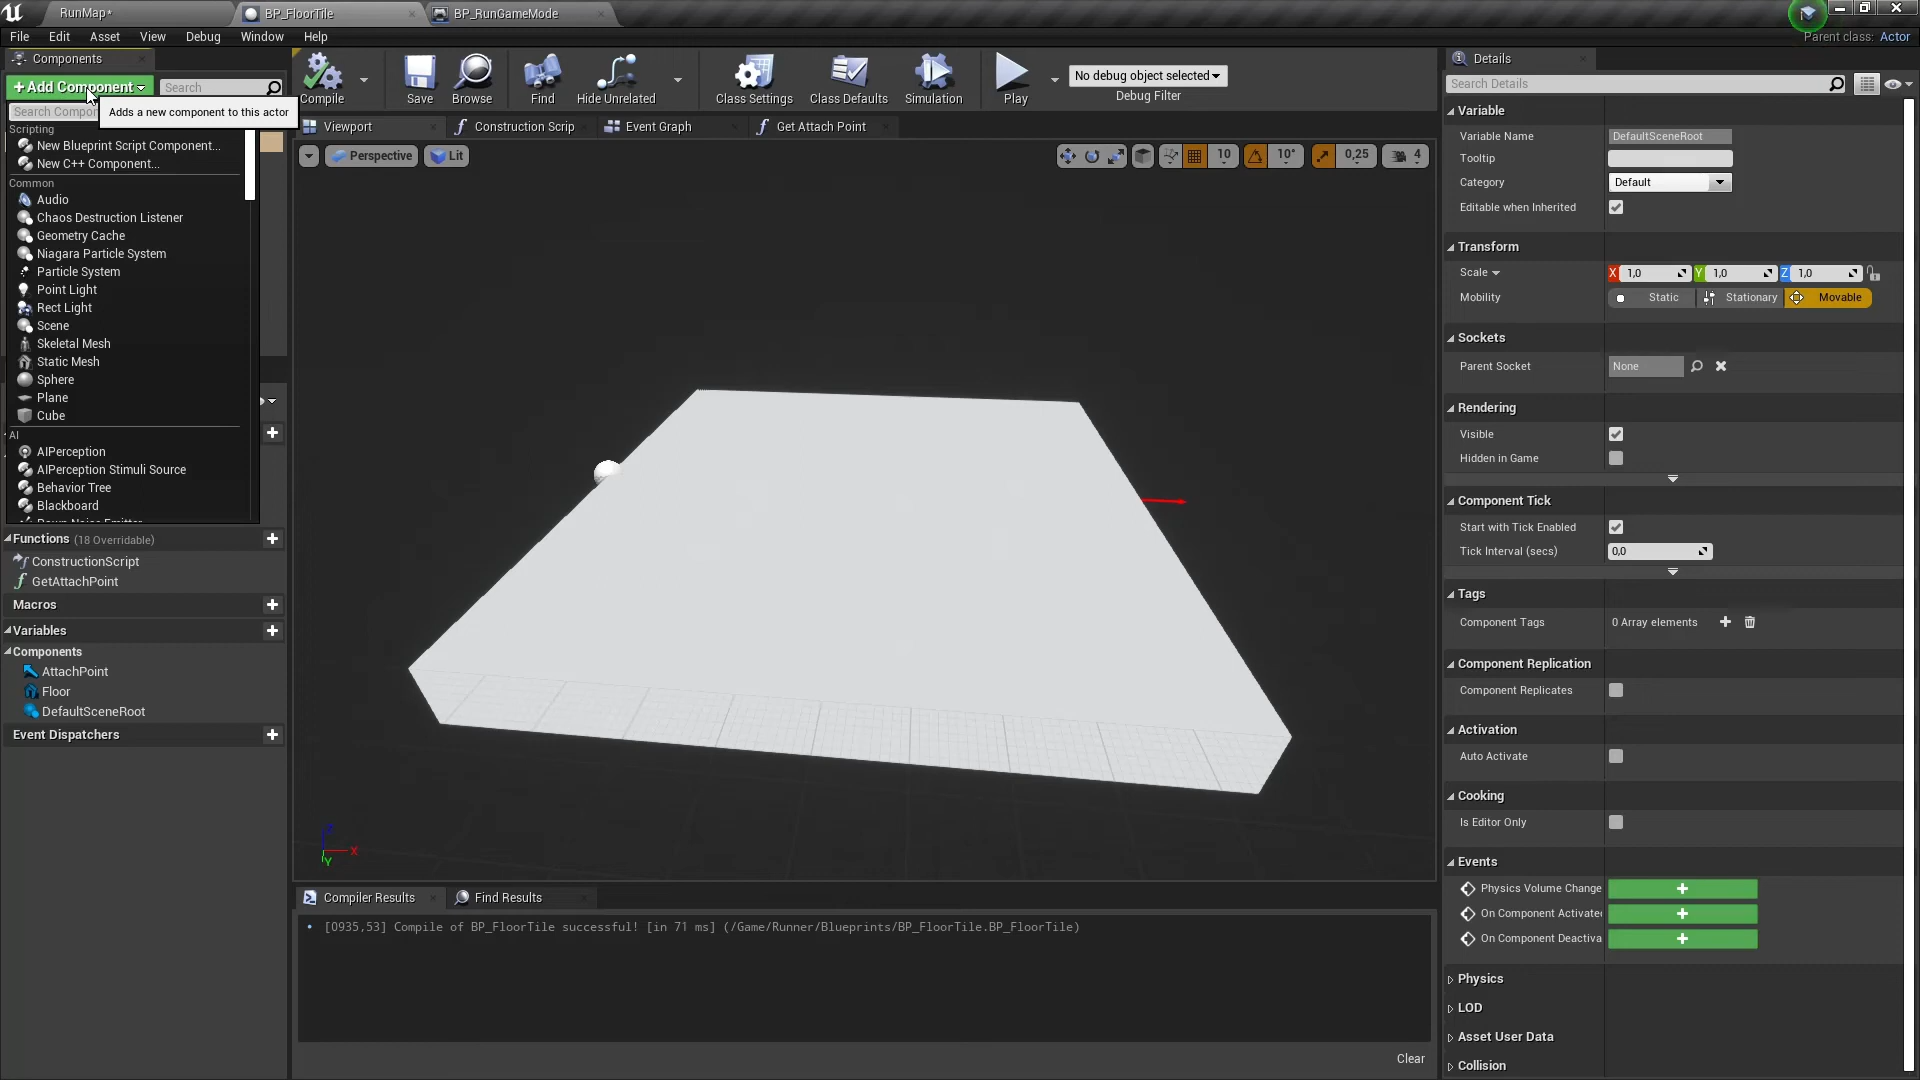 RunMap*
BP_FloorTile
BP_RunGameMode
File Edit Asset View Debug Window Help
Parent class: Actor
Components
+Add Component
Search
Adds a new component to this actor
Scripting
New Blueprint Script Component...
New C++ Component...
Common
Audio
Chaos Destruction Listener
Geometry Cache
Niagara Particle System
Particle System
Point Light
Rect Light
Scene
Skeletal Mesh
Static Mesh
Sphere
Plane
Cube
AI
AIPerception
AIPerception Stimuli Source
Behavior Tree
Blackboard
Functions (18 Overridable)
ConstructionScript
GetAttachPoint
Macros
Variables
Components
AttachPoint
Floor
DefaultSceneRoot
Event Dispatchers
Compile
Save
Browse
Find
Hide Unrelated
Class Settings
Class Defaults
Simulation
Play
No debug object selected
Debug Filter
Viewport
Construction Scrip
Event Graph
Get Attach Point
Perspective
Lit
10
10°
0,25
4
Z
X
Y
Compiler Results
Find Results
• [0935,53] Compile of BP_FloorTile successful! [in 71 ms] (/Game/Runner/Blueprints/BP_FloorTile.BP_FloorTile)
Clear
Details
Search Details
Variable
Variable Name DefaultSceneRoot
Tooltip
Category Default
Editable when Inherited
Transform
Scale X 1,0 Y 1,0 Z 1,0
Mobility Static Stationary Movable
Sockets
Parent Socket None
Rendering
Visible
Hidden in Game
Component Tick
Start with Tick Enabled
Tick Interval (secs) 0,0
Tags
Component Tags 0 Array elements
Component Replication
Component Replicates
Activation
Auto Activate
Cooking
Is Editor Only
Events
Physics Volume Change
On Component Activate
On Component Deactiva
Physics
LOD
Asset User Data
Collision